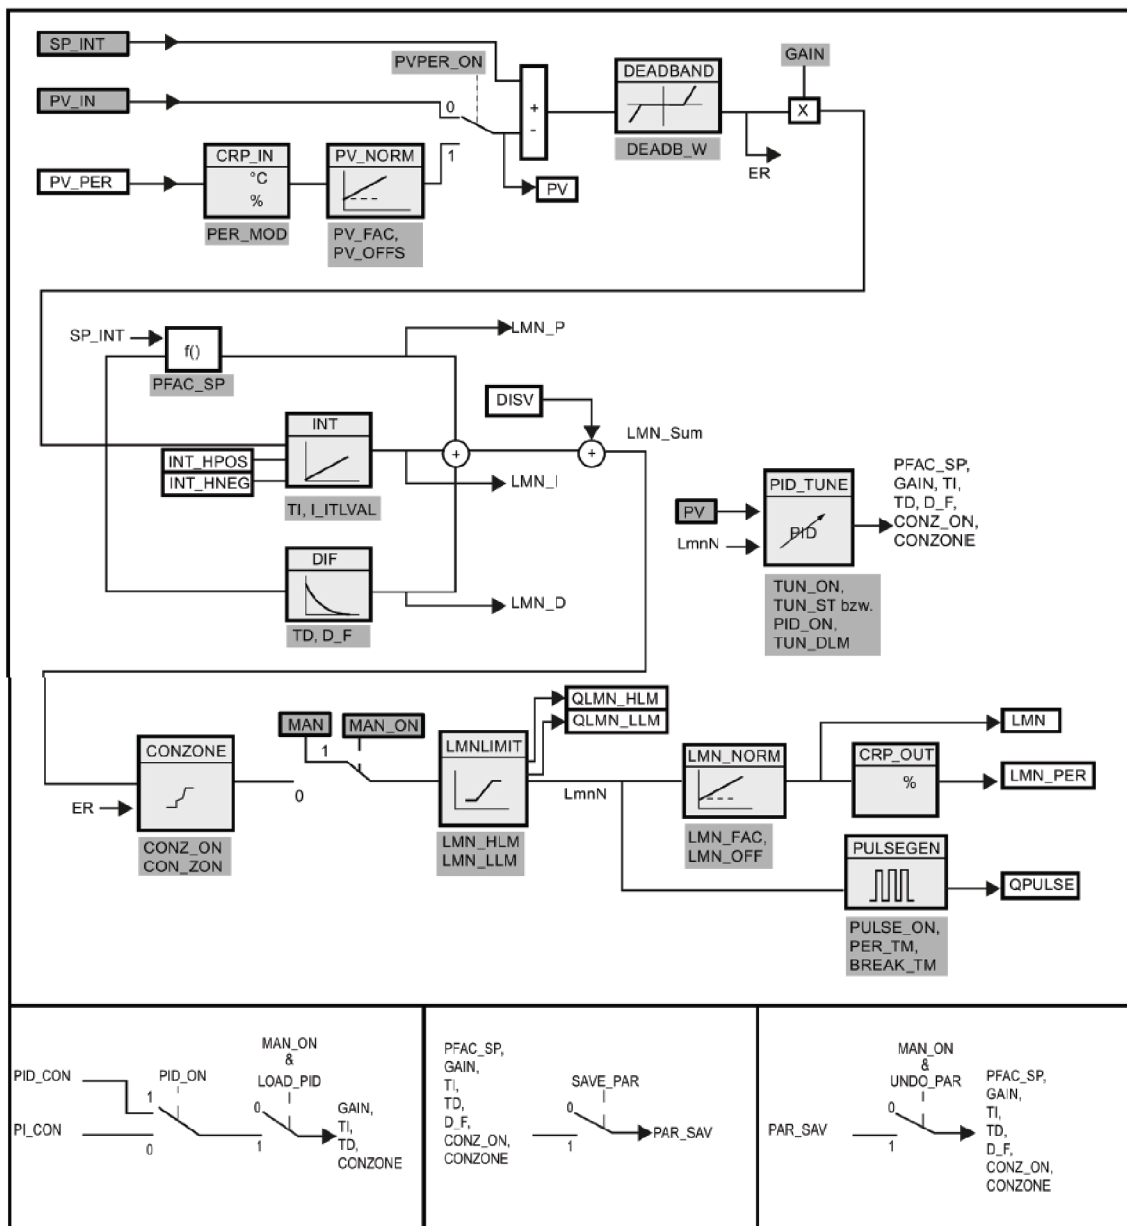 SP_INT
PVPER_ON
DEADBAND
GAIN
PV_IN
0
+
-
X
DEADB_W
ER
CRP_IN
°C
%
PV_NORM
1
PV_PER
PV
PER_MOD
PV_FAC,
PV_OFFS
SP_INT
f()
PFAC_SP
LMN_P
DISV
LMN_Sum
INT
INT_HPOS
INT_HNEG
+
+
LMN_I
TI, I_ITLVAL
DIF
LMN_D
TD, D_F
PV
LmnN
PID_TUNE
PID
PFAC_SP,
GAIN, TI,
TD, D_F,
CONZ_ON,
CONZONE
TUN_ON,
TUN_ST bzw.
PID_ON,
TUN_DLM
QLMN_HLM
QLMN_LLM
MAN
MAN_ON
1
0
CONZONE
ER
CONZ_ON
CON_ZON
LMNLIMIT
LmnN
LMN_HLM
LMN_LLM
LMN_NORM
LMN_FAC,
LMN_OFF
CRP_OUT
%
LMN
LMN_PER
PULSEGEN
QPULSE
PULSE_ON,
PER_TM,
BREAK_TM
PID_CON
PI_CON
PID_ON
1
0
MAN_ON
&
LOAD_PID
0
1
GAIN,
TI,
TD,
CONZONE
PFAC_SP,
GAIN,
TI,
TD,
D_F,
CONZ_ON,
CONZONE
SAVE_PAR
0
1
PAR_SAV
PAR_SAV
MAN_ON
&
UNDO_PAR
0
1
PFAC_SP,
GAIN,
TI,
TD,
D_F,
CONZ_ON,
CONZONE